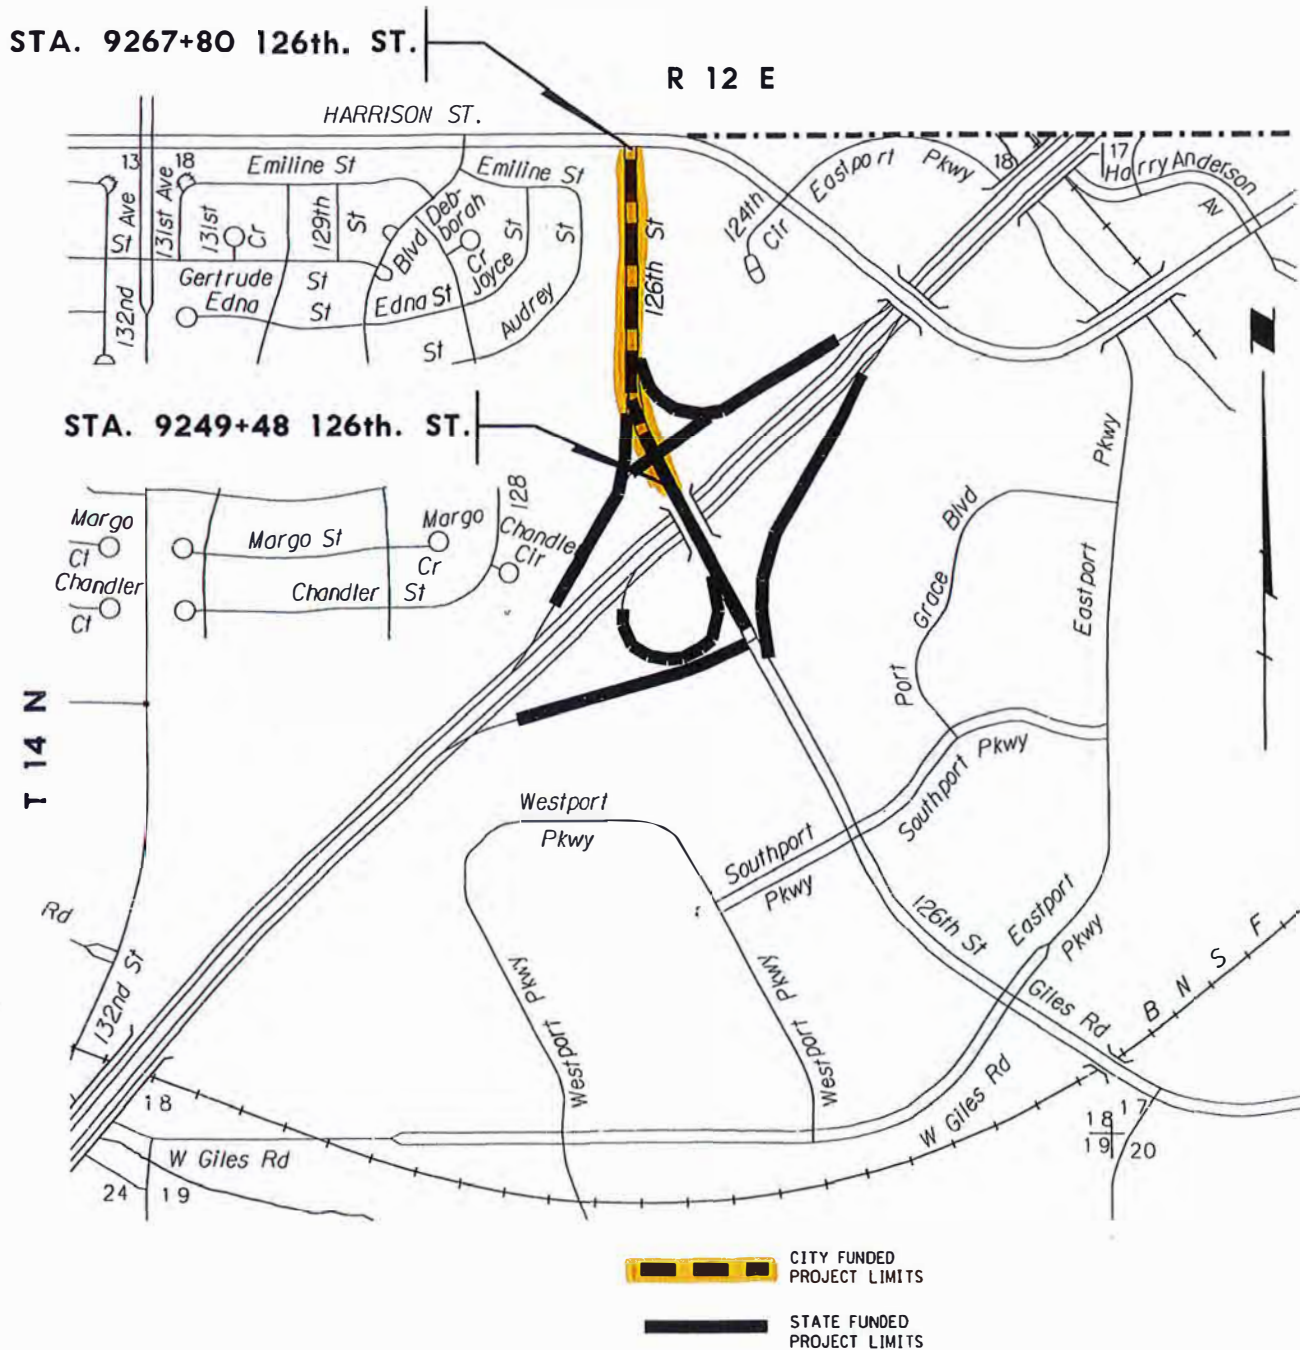 STA. 9267+80 126th. ST.
R 12 E
HARRISON ST.
13
18
Emiline St
Emiline St
Eastport Pkwy
18
17
Harry Anderson
Av
132nd
St
Ave
131st Ave
131st
Cr
129th
St
Blvd
Deb-
borah
Cr
Joyce
St
St
126th St
124th
Cir
Gertrude
St
Edna
St
Edna St
Audrey
St
STA. 9249+48 126th. ST.
Pkwy
Blvd
Margo
Ct
Margo St
Margo
Cr
128
Chandle
Cir
Chandler
Ct
Chandler St
Grace
Eastport
Port
T 14 N
Pkwy
Southport
Westport
Pkwy
Southport
Pkwy
Rd
126th St
Eastport
Pkwy
132nd St
Westport Pkwy
Westport Pkwy
Giles Rd
B N S F
18
W Giles Rd
W Giles Rd
24
19
18
17
19
20
CITY FUNDED
PROJECT LIMITS
STATE FUNDED
PROJECT LIMITS